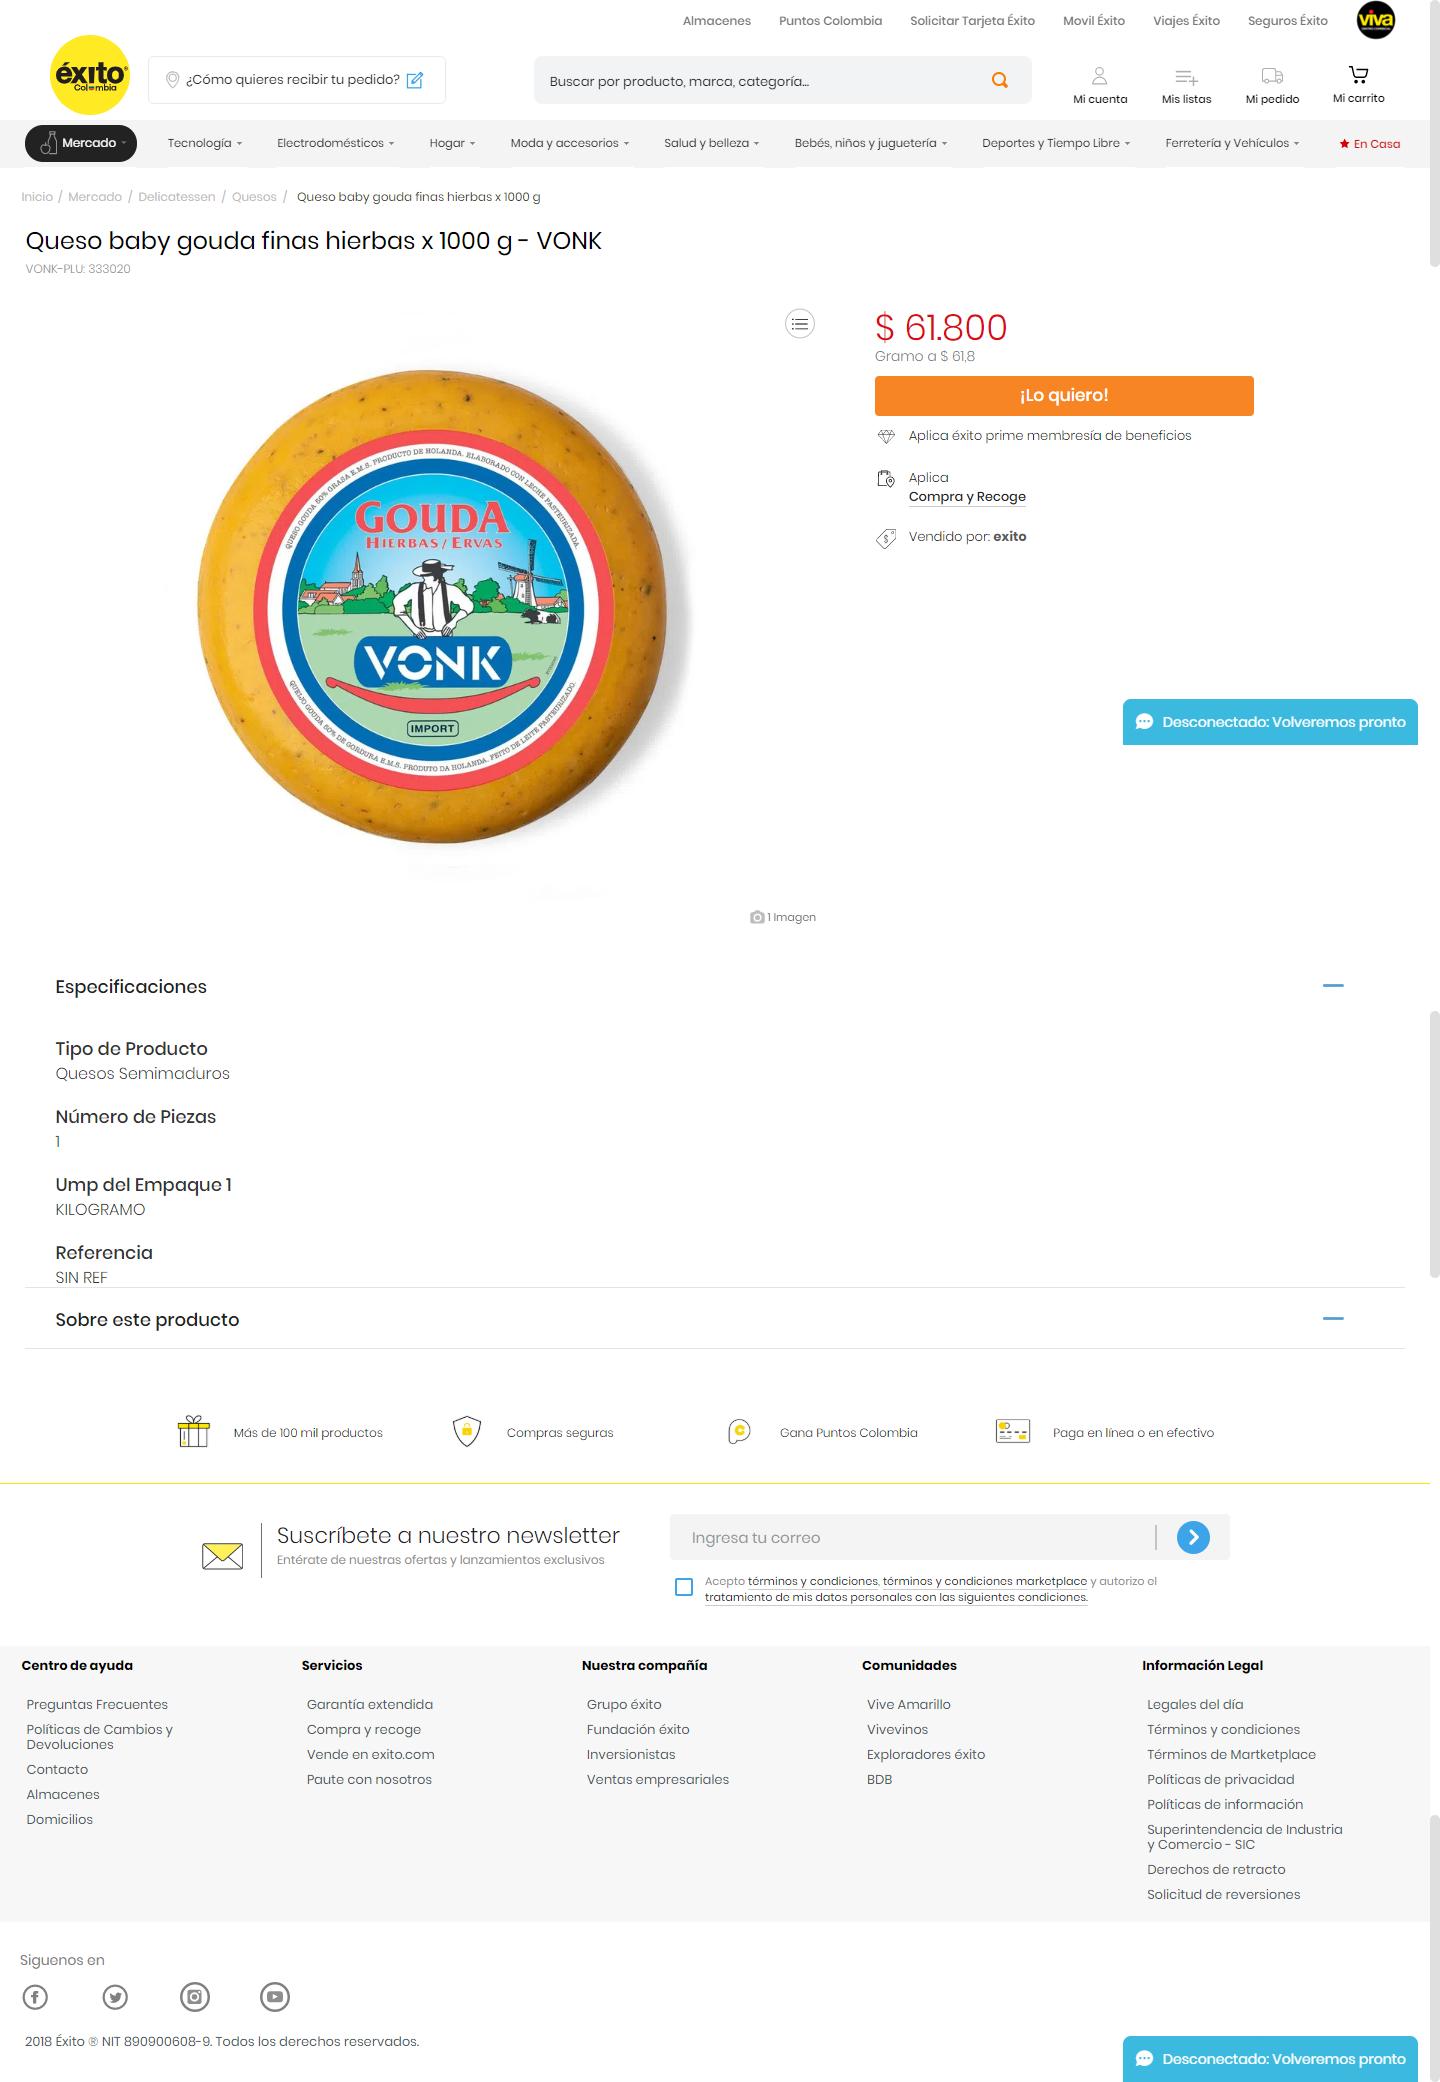 Almacenes
Puntos Colombia
Solicitar Tarjeta Éxito
Movil Éxito
Viajes Éxito
Seguros Éxito
viva
éxito
Colombia
¿Cómo quieres recibir tu pedido?
Buscar por producto, marca, categoría...
Mi cuenta
Mis listas
Mi pedido
Mi carrito
Mercado
Tecnología
Electrodomésticos
Hogar
Moda y accesorios
Salud y belleza
Bebés, niños y juguetería
Deportes y Tiempo Libre
Ferretería y Vehículos
En Casa
Inicio / Mercado / Delicatessen / Quesos / Queso baby gouda finas hierbas x 1000 g
Queso baby gouda finas hierbas x 1000 g - VONK
VONK-PLU: 333020
QUESO GOUDA 50% GRASA E.M.S. PRODUCTO DE HOLANDA. ELABORADO CON LECHE PASTEURIZADA.
GOUDA
HIERBAS / ERVAS
VONK
IMPORT
QUEIJO GOUDA 50% DE GORDURA E.M.S. PRODUTO DA HOLANDA. FEITO DE LEITE PASTEURIZADO.
1 Imagen
$ 61.800
Gramo a $ 61,8
¡Lo quiero!
Aplica éxito prime membresía de beneficios
Aplica
Compra y Recoge
Vendido por: exito
Desconectado: Volveremos pronto
Especificaciones
Tipo de Producto
Quesos Semimaduros
Número de Piezas
1
Ump del Empaque 1
KILOGRAMO
Referencia
SIN REF
Sobre este producto
Más de 100 mil productos
Compras seguras
Gana Puntos Colombia
Paga en línea o en efectivo
Suscríbete a nuestro newsletter
Entérate de nuestras ofertas y lanzamientos exclusivos
Ingresa tu correo
Acepto términos y condiciones, términos y condiciones marketplace y autorizo el
tratamiento de mis datos personales con las siguientes condiciones.
Centro de ayuda
Preguntas Frecuentes
Políticas de Cambios y
Devoluciones
Contacto
Almacenes
Domicilios
Servicios
Garantía extendida
Compra y recoge
Vende en exito.com
Paute con nosotros
Nuestra compañía
Grupo éxito
Fundación éxito
Inversionistas
Ventas empresariales
Comunidades
Vive Amarillo
Vivevinos
Exploradores éxito
BDB
Información Legal
Legales del día
Términos y condiciones
Términos de Martketplace
Políticas de privacidad
Políticas de información
Superintendencia de Industria
y Comercio - SIC
Derechos de retracto
Solicitud de reversiones
Siguenos en
2018 Éxito ® NIT 890900608-9. Todos los derechos reservados.
Desconectado: Volveremos pronto